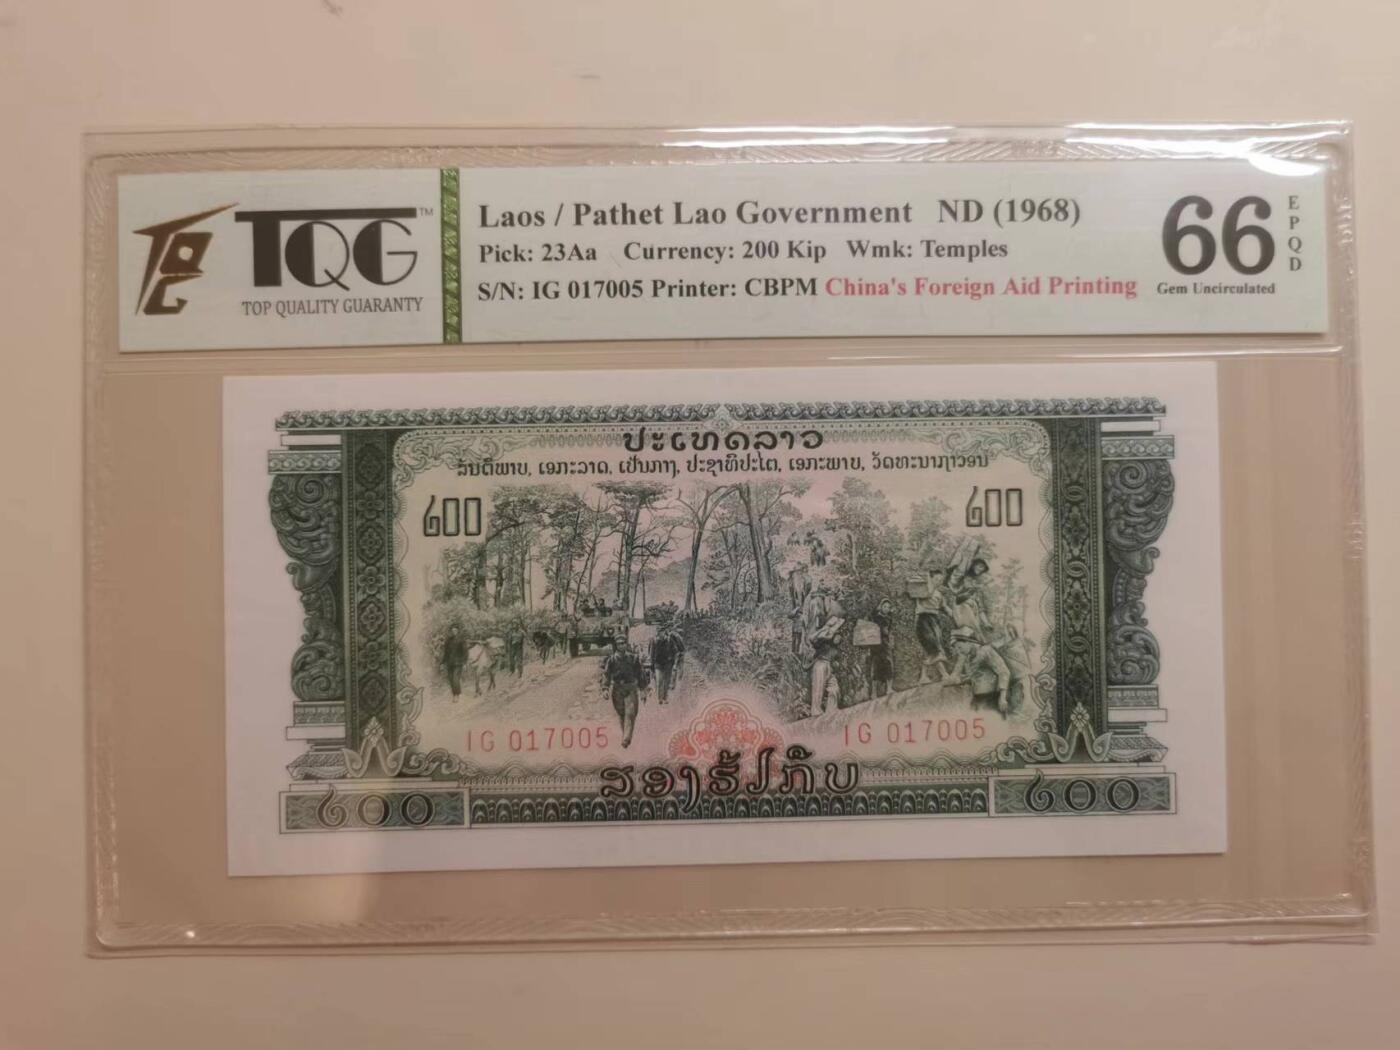 TQG™
TOP QUALITY GUARANTY
Laos / Pathet Lao Government ND (1968)
Pick: 23Aa Currency: 200 Kip Wmk: Temples
S/N: IG 017005 Printer: CBPM China's Foreign Aid Printing
66
EPQD
Gem Uncirculated
ປະເທດລາວ
ສັນຕິພາບ, ເອກະລາດ, ເປັນກາງ, ປະຊາທິປະໄຕ, ເອກະພາບ, ວັດທະນາຖາວອນ
໒໐໐ ໒໐໐
IG 017005 IG 017005
ສອງຮ້ຽກີບ
໒໐໐ ໒໐໐